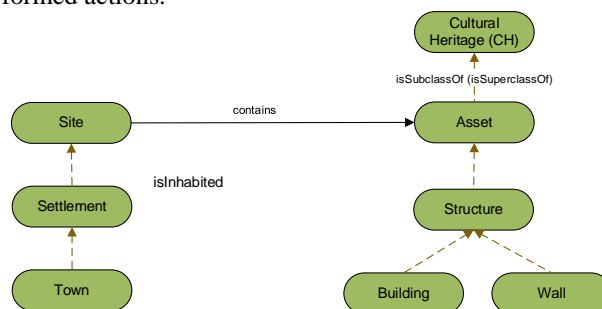 formed actions.
Cultural
Heritage (CH)
isSubclassOf (isSuperclassOf)
contains
Site
Asset
isInhabited
Settlement
Structure
Town
Building
Wall